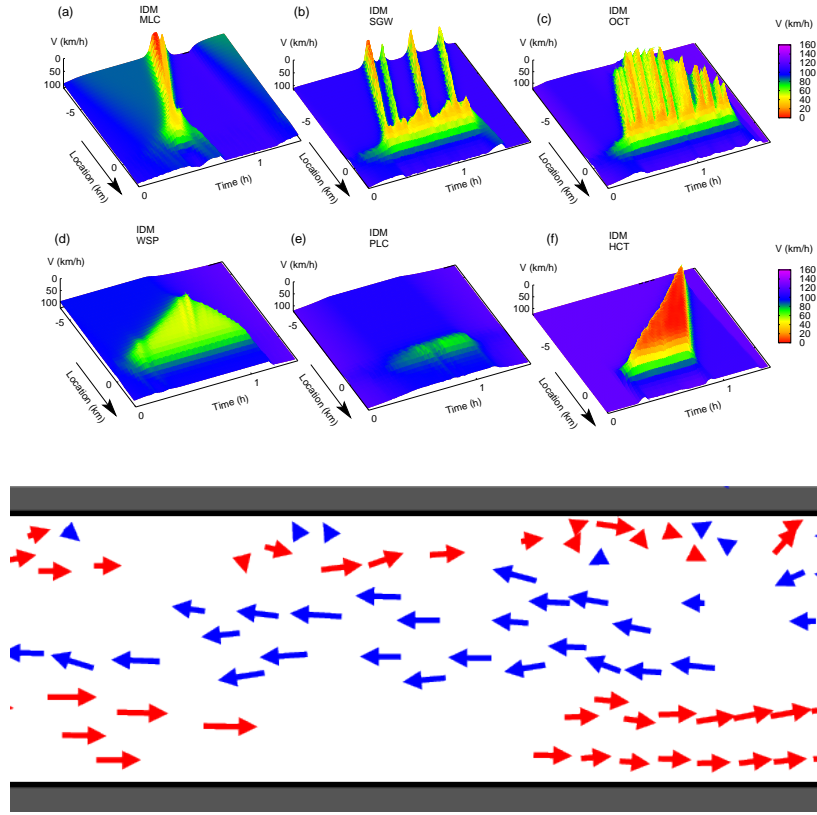 (a)
IDM
MLC
V (km/h)
0
50
100
-5
0
Location (km)
0
Time (h)
1
(b)
IDM
SGW
V (km/h)
0
50
100
-5
0
Location (km)
0
Time (h)
1
(c)
IDM
OCT
V (km/h)
0
50
100
-5
0
Location (km)
0
Time (h)
1
V (km/h)
160
140
120
100
80
60
40
20
0
(d)
IDM
WSP
V (km/h)
0
50
100
-5
0
Location (km)
0
Time (h)
1
(e)
IDM
PLC
V (km/h)
0
50
100
-5
0
Location (km)
0
Time (h)
1
(f)
IDM
HCT
V (km/h)
0
50
100
-5
0
Location (km)
0
Time (h)
1
V (km/h)
160
140
120
100
80
60
40
20
0